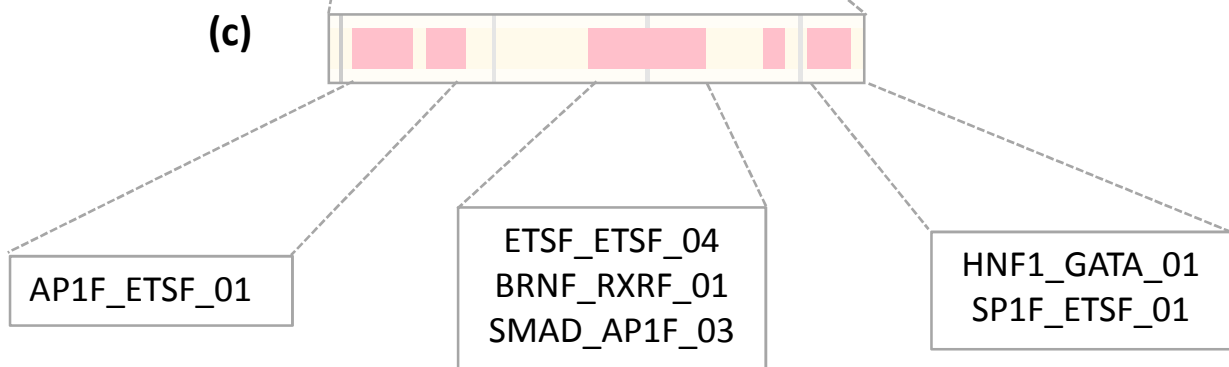 (c)
AP1F_ETSF_01
ETSF_ETSF_04
BRNF_RXRF_01
SMAD_AP1F_03
HNF1_GATA_01
SP1F_ETSF_01